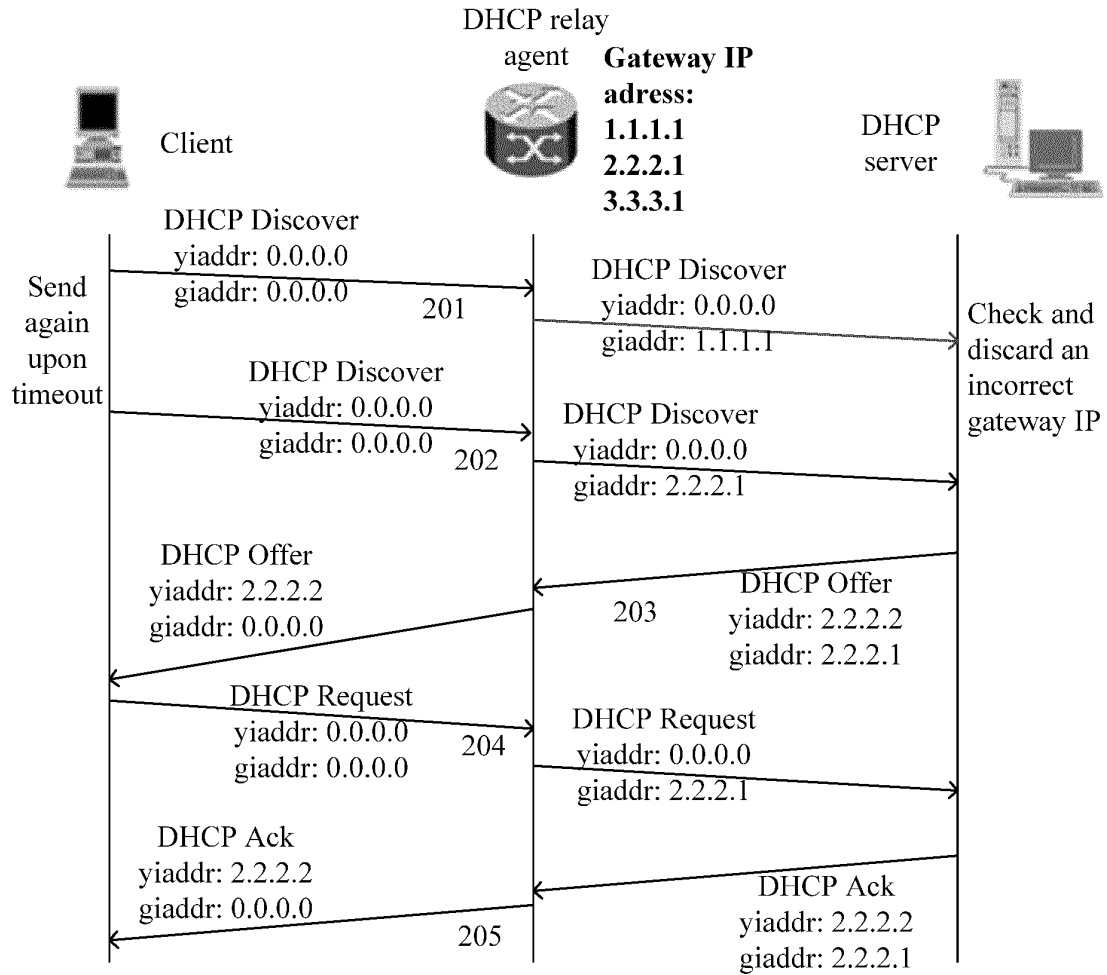 DHCP relay
agent
Gateway IP
adress:
1.1.1.1
2.2.2.1
3.3.3.1
Client
DHCP
server
DHCP Discover
yiaddr: 0.0.0.0
giaddr: 0.0.0.0
201
Send
again
upon
timeout
DHCP Discover
yiaddr: 0.0.0.0
giaddr: 1.1.1.1
Check and
discard an
incorrect
gateway IP
DHCP Discover
yiaddr: 0.0.0.0
giaddr: 0.0.0.0
202
DHCP Discover
yiaddr: 0.0.0.0
giaddr: 2.2.2.1
DHCP Offer
yiaddr: 2.2.2.2
giaddr: 0.0.0.0
203
DHCP Offer
yiaddr: 2.2.2.2
giaddr: 2.2.2.1
DHCP Request
yiaddr: 0.0.0.0
giaddr: 0.0.0.0
204
DHCP Request
yiaddr: 0.0.0.0
giaddr: 2.2.2.1
DHCP Ack
yiaddr: 2.2.2.2
giaddr: 0.0.0.0
205
DHCP Ack
yiaddr: 2.2.2.2
giaddr: 2.2.2.1